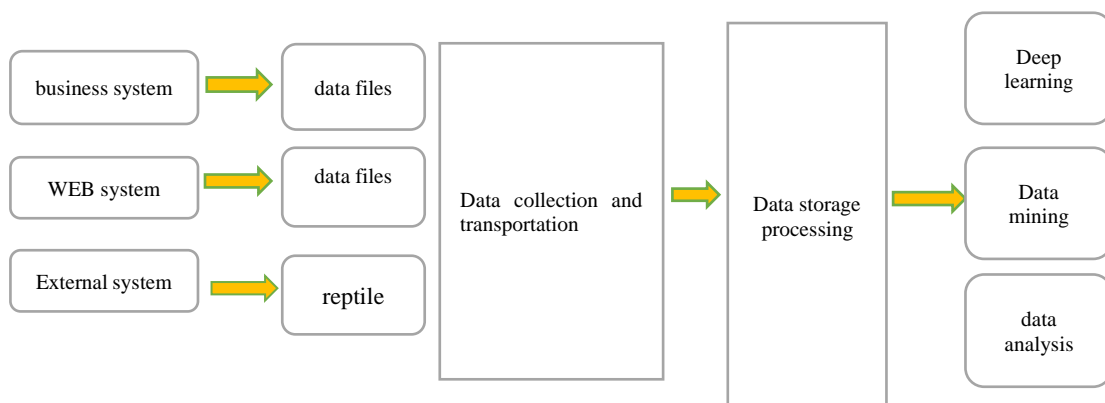 business system
data files
WEB system
data files
External system
reptile
Data collection and
transportation
Data storage
processing
Deep
learning
Data
mining
data
analysis